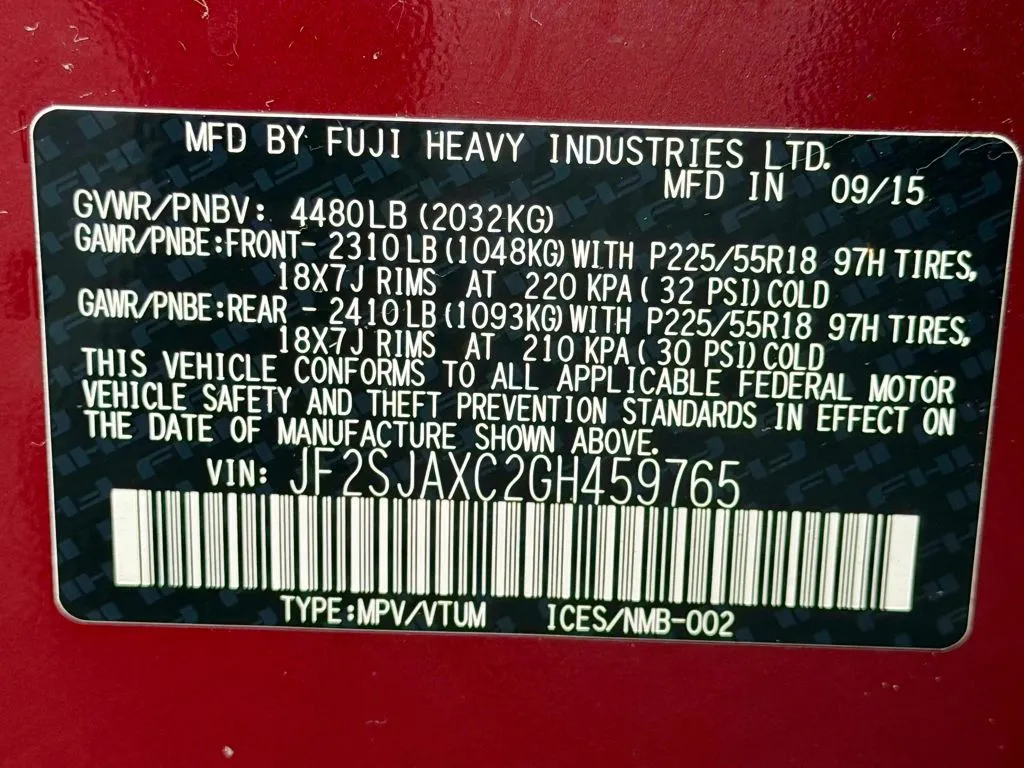 MFD BY FUJI HEAVY INDUSTRIES LTD.
MFD IN 09/15
GVWR/PNBV: 4480LB (2032KG)
GAWR/PNBE:FRONT- 2310LB (1048KG) WITH P225/55R18 97H TIRES,
18X7J RIMS AT 220 KPA( 32 PSI) COLD
GAWR/PNBE:REAR - 2410LB (1093KG) WITH P225/55R18 97H TIRES,
18X7J RIMS AT 210 KPA( 30 PSI) COLD
THIS VEHICLE CONFORMS TO ALL APPLICABLE FEDERAL MOTOR
VEHICLE SAFETY AND THEFT PREVENTION STANDARDS IN EFFECT ON
THE DATE OF MANUFACTURE SHOWN ABOVE.
VIN: JF2SJAXC2GH459765
TYPE:MPV/VTUM ICES/NMB-002